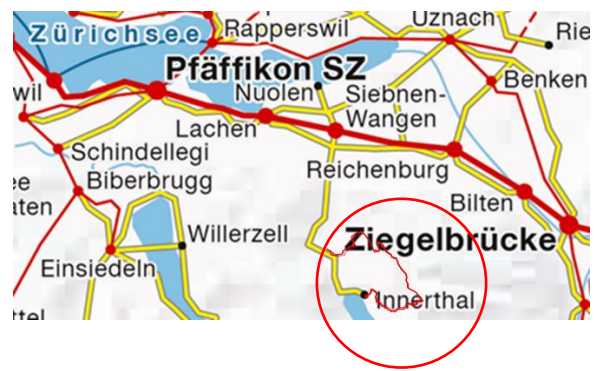 Uznach
Zürichsee
Rapperswil
Rie
Pfäffikon SZ
Benken
wil
Nuolen
Siebnen-
Wangen
Lachen
Schindellegi
Reichenburg
ee
Biberbrugg
aten
Bilten
Willerzell
Ziegelbrücke
Einsiedeln
Innerthal
ttel